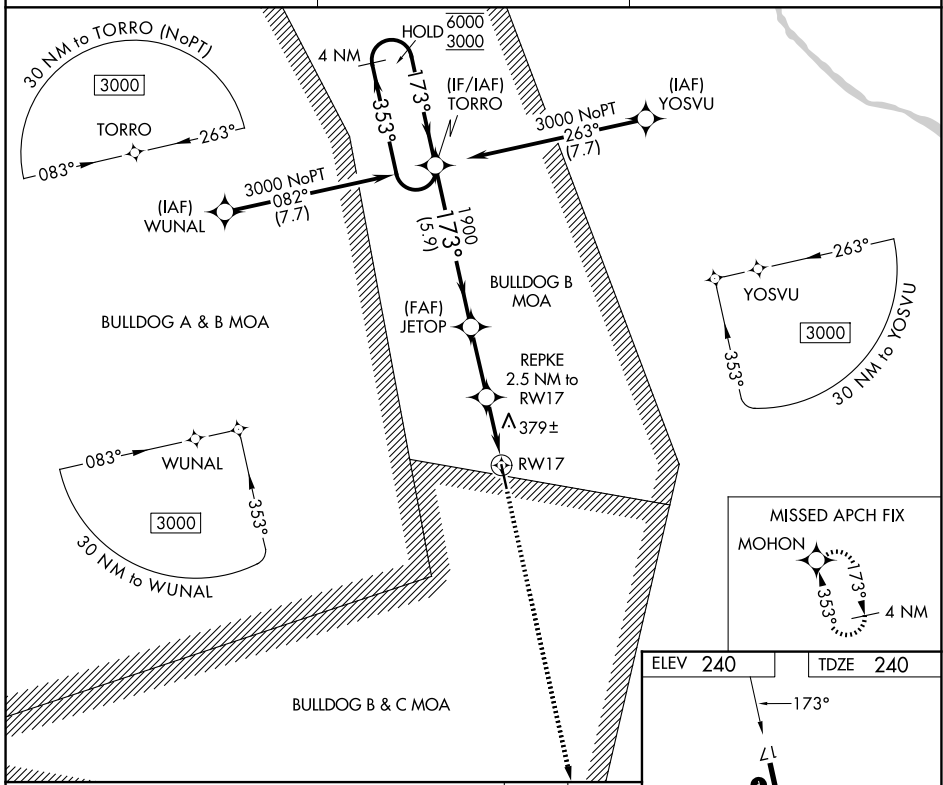 30 NM to TORRO (NoPT)
3000
TORRO
083°
263°
4 NM
HOLD
6000
3000
173°
353°
(IF/IAF)
TORRO
(IAF)
YOSVU
3000 NoPT
263°
(7.7)
(IAF)
WUNAL
3000 NoPT
082°
(7.7)
1900
173°
(5.9)
BULLDOG B
MOA
(FAF)
JETOP
BULLDOG A & B MOA
REPKE
2.5 NM to
RW17
379±
RW17
263°
YOSVU
3000
353°
30 NM to YOSVU
083°
WUNAL
353°
3000
30 NM to WUNAL
MISSED APCH FIX
MOHON
173°
353°
4 NM
BULLDOG B & C MOA
ELEV 240
TDZE 240
173°
17